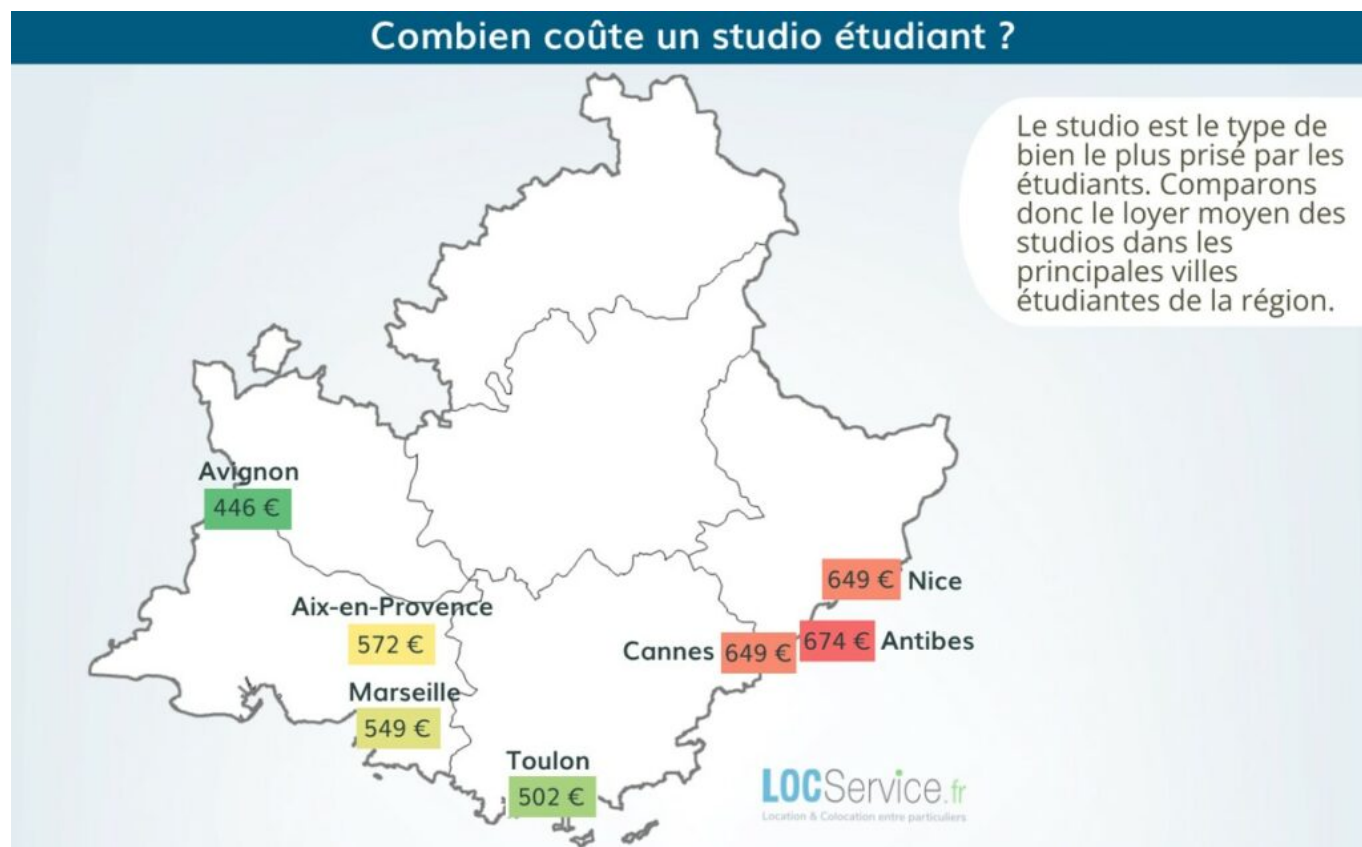 Combien coûte un studio étudiant ?
Le studio est le type de
bien le plus prisé par les
étudiants. Comparons
donc le loyer moyen des
studios dans les
principales villes
étudiantes de la région.
Avignon
446 €
649 € Nice
Aix-en-Provence
572 €
Cannes 649 €
674 € Antibes
Marseille
549 €
Toulon
502 €
LOCService.fr
Location & Colocation entre particuliers